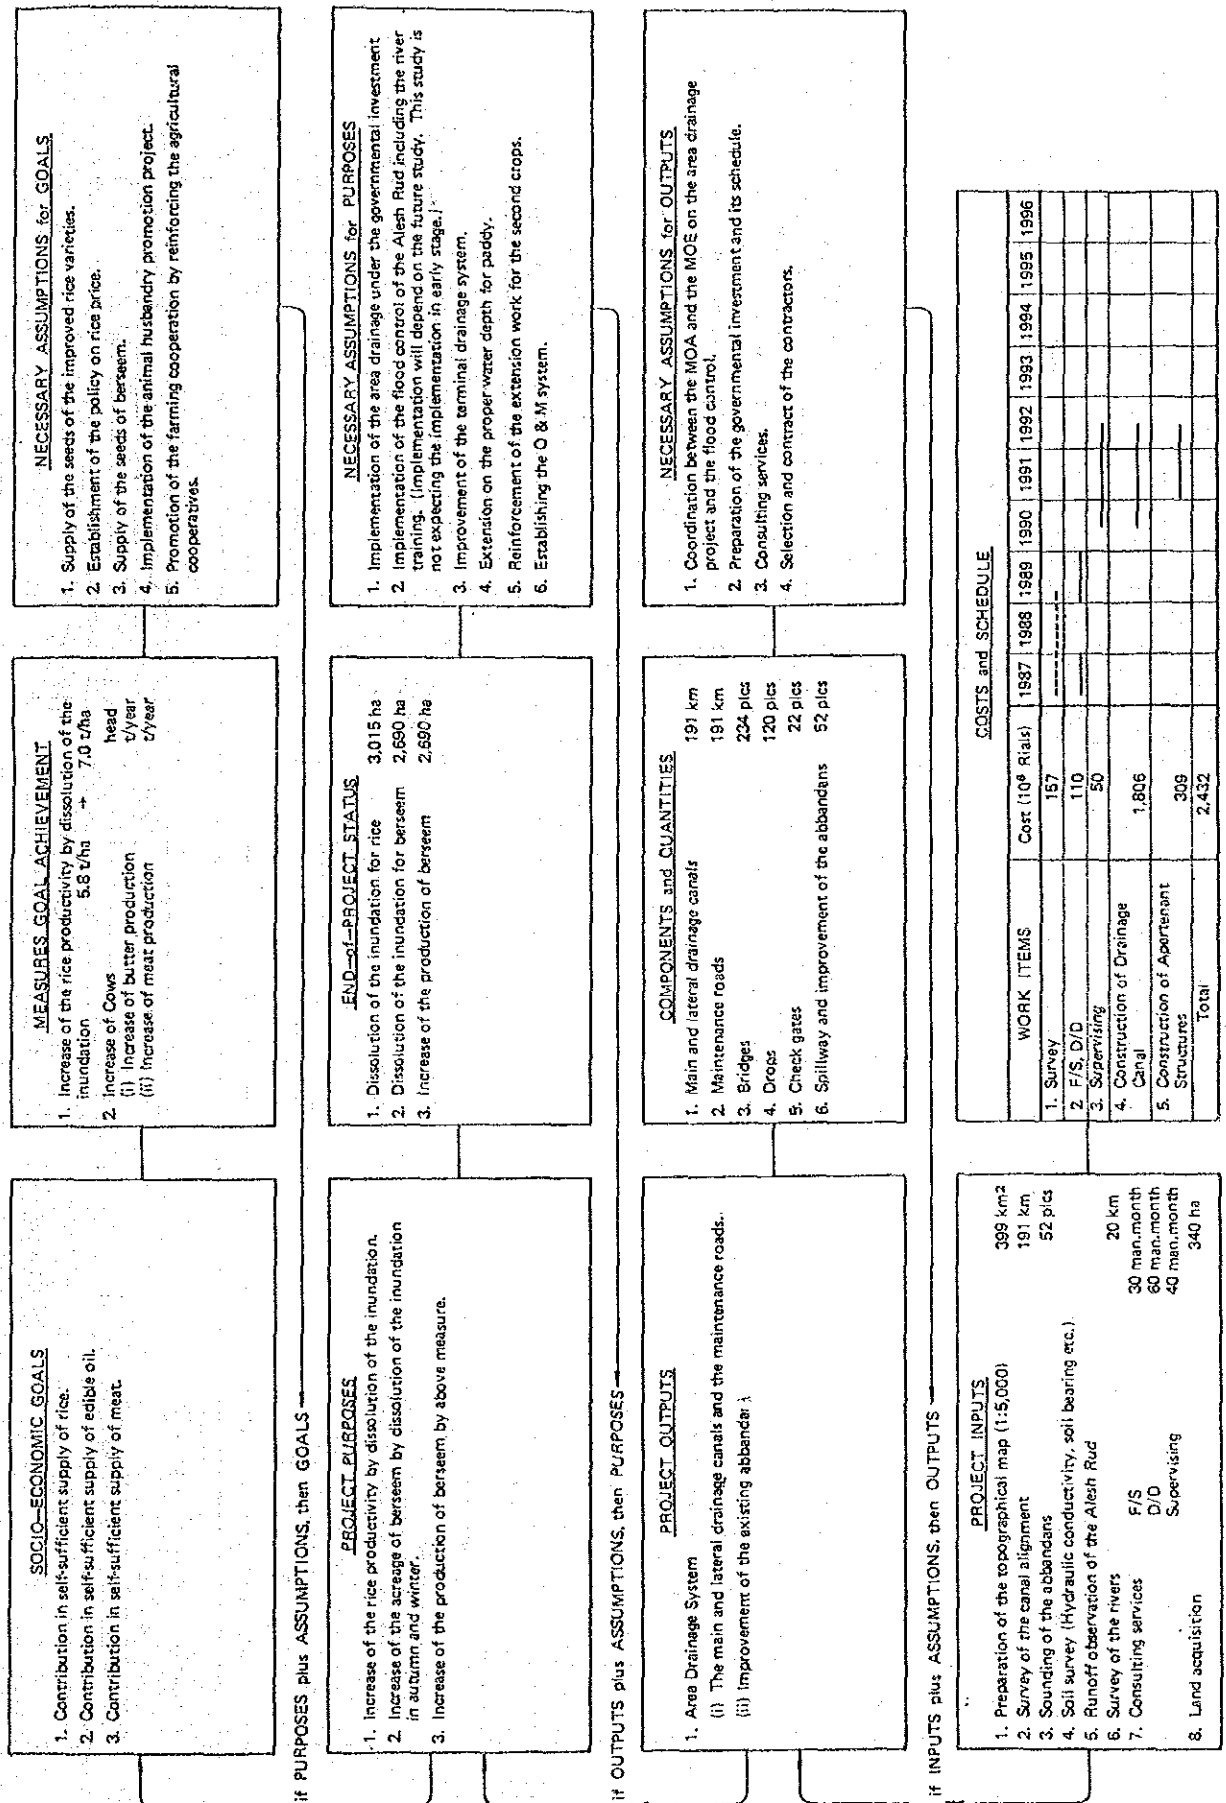 SOCIO-ECONOMIC GOALS
1. Contribution in self-sufficient supply of rice.
2. Contribution in self-sufficient supply of edible oil.
3. Contribution in self-sufficient supply of meat.
MEASURES GOAL ACHIEVEMENT
1. Increase of the rice productivity by dissolution of the
inundation 5.8 t/ha → 7.0 t/ha
2. Increase of Cows head
(i) Increase of butter production t/year
(ii) Increase of meat production t/year
NECESSARY ASSUMPTIONS for GOALS
1. Supply of the seeds of the improved rice varieties.
2. Establishment of the policy on rice price.
3. Supply of the seeds of berseem.
4. Implementation of the animal husbandry promotion project.
5. Promotion of the farming cooperation by reinforcing the agricultural
cooperatives.
if PURPOSES plus ASSUMPTIONS, then GOALS
PROJECT PURPOSES
1. Increase of the rice productivity by dissolution of the inundation.
2. Increase of the acreage of berseem by dissolution of the inundation
in autumn and winter.
3. Increase of the production of berseem by above measure.
END-of-PROJECT STATUS
1. Dissolution of the inundation for rice 3,015 ha
2. Dissolution of the inundation for berseem 2,690 ha
3. Increase of the production of berseem 2,690 ha
NECESSARY ASSUMPTIONS for PURPOSES
1. Implementation of the area drainage under the governmental investment
2. Implementation of the flood control of the Alesh Rud including the river
training. (Implementation will depend on the future study. This study is
not expecting the implementation in early stage.)
3. Improvement of the terminal drainage system.
4. Extension on the proper water depth for paddy.
5. Reinforcement of the extension work for the second crops.
6. Establishing the O & M system.
if OUTPUTS plus ASSUMPTIONS, then PURPOSES
PROJECT OUTPUTS
1. Area Drainage System
(i) The main and lateral drainage canals and the maintenance roads.
(ii) Improvement of the existing abbandar
COMPONENTS and QUANTITIES
1. Main and lateral drainage canals 191 km
2. Maintenance roads 191 km
3. Bridges 234 plcs
4. Drops 120 plcs
5. Check gates 22 plcs
6. Spillway and improvement of the abbandans 52 plcs
NECESSARY ASSUMPTIONS for OUTPUTS
1. Coordination between the MOA and the MOE on the area drainage
project and the flood control.
2. Preparation of the governmental investment and its schedule.
3. Consulting services.
4. Selection and contract of the contractors.
if INPUTS plus ASSUMPTIONS, then OUTPUTS
PROJECT INPUTS
1. Preparation of the topographical map (1:5,000) 399 km2
2. Survey of the canal alignment 191 km
3. Sounding of the abbandans 52 plcs
4. Soil survey (Hydraulic conductivity, soil bearing etc.)
5. Runoff observation of the Alesh Rud
6. Survey of the rivers 20 km
7. Consulting services F/S 30 man.month
D/D 60 man.month
Supervising 40 man.month
8. Land acquisition 340 ha
COSTS and SCHEDULE
WORK ITEMS Cost (10⁶ Rials) 1987 1988 1989 1990 1991 1992 1993 1994 1995 1996
1. Survey 157
2. F/S, D/D 110
3. Supervising 50
4. Construction of Drainage
Canal 1,806
5. Construction of Apertenant
Structures 309
Total 2,432